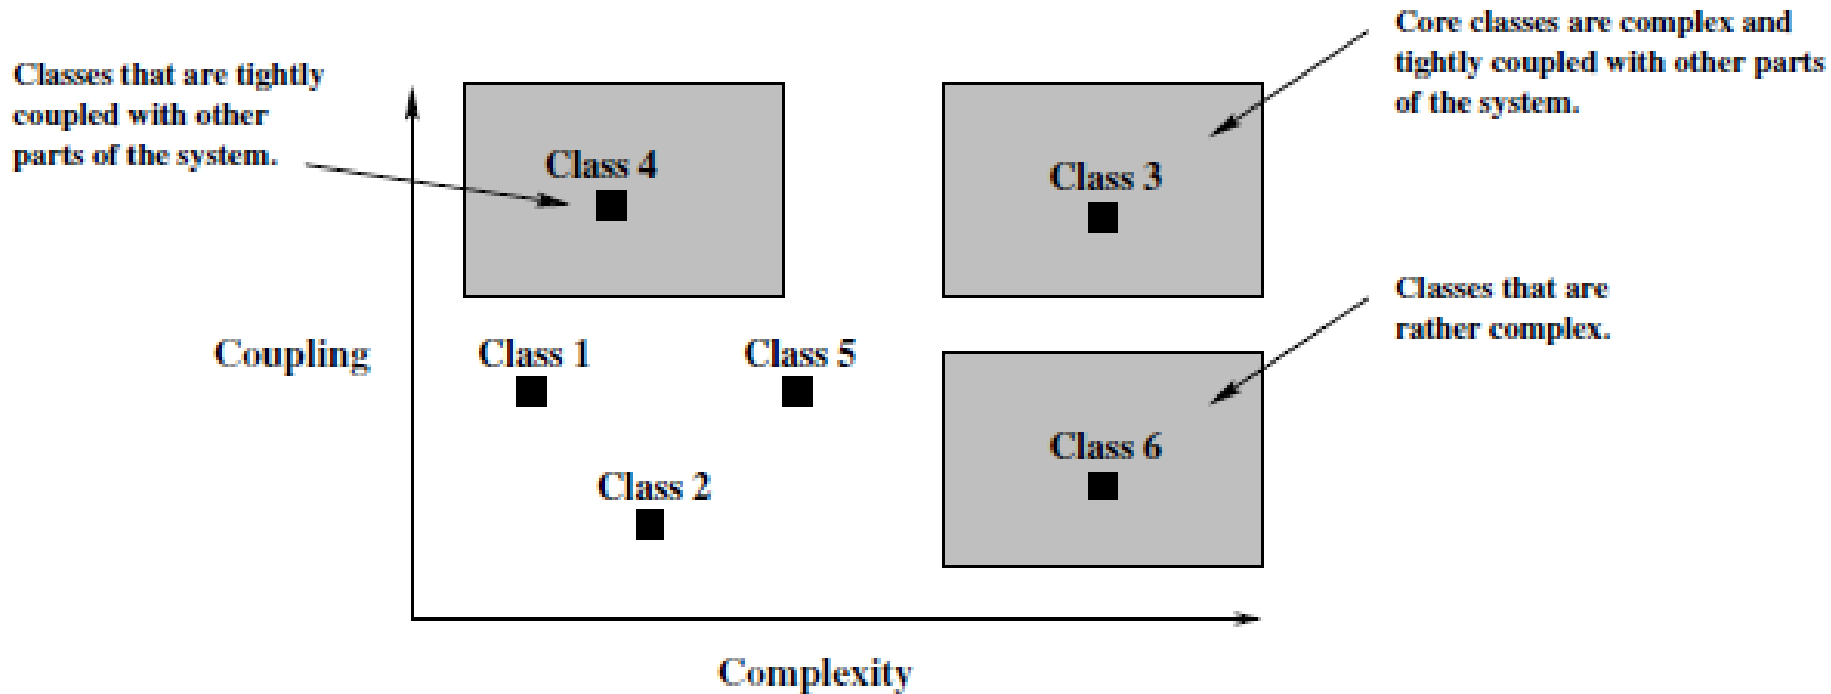 Core classes are complex and
tightly coupled with other parts
of the system.
Classes that are tightly
coupled with other
parts of the system.
Class 4
Class 3
Classes that are
rather complex.
Coupling
Class 1
Class 5
Class 6
Class 2
Complexity